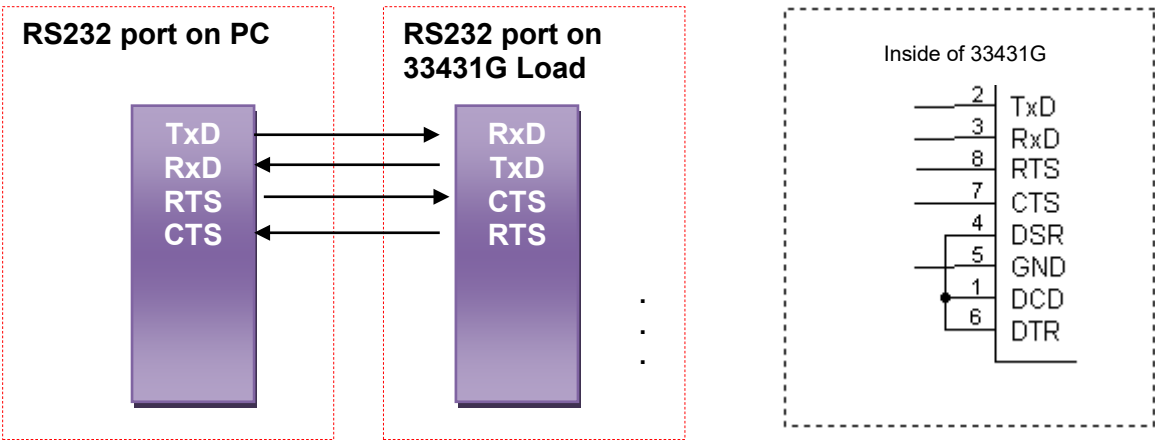 RS232 port on PC
TxD
RxD
RTS
CTS
RS232 port on
33431G Load
RxD
TxD
CTS
RTS
.
.
.
Inside of 33431G
2 TxD
3 RxD
8 RTS
7 CTS
4 DSR
5 GND
1 DCD
6 DTR